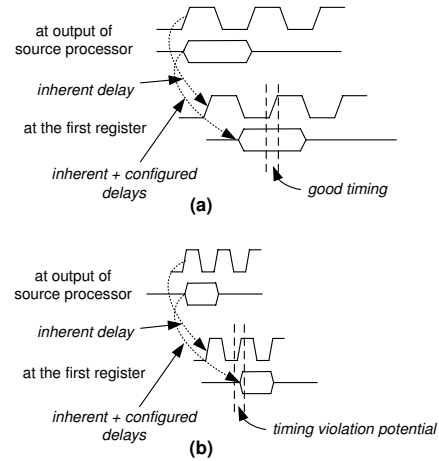 at output of
source processor
inherent delay
at the first register
inherent + configured
delays
good timing
(a)
at output of
source processor
inherent delay
at the first register
inherent + configured
delays
timing violation potential
(b)